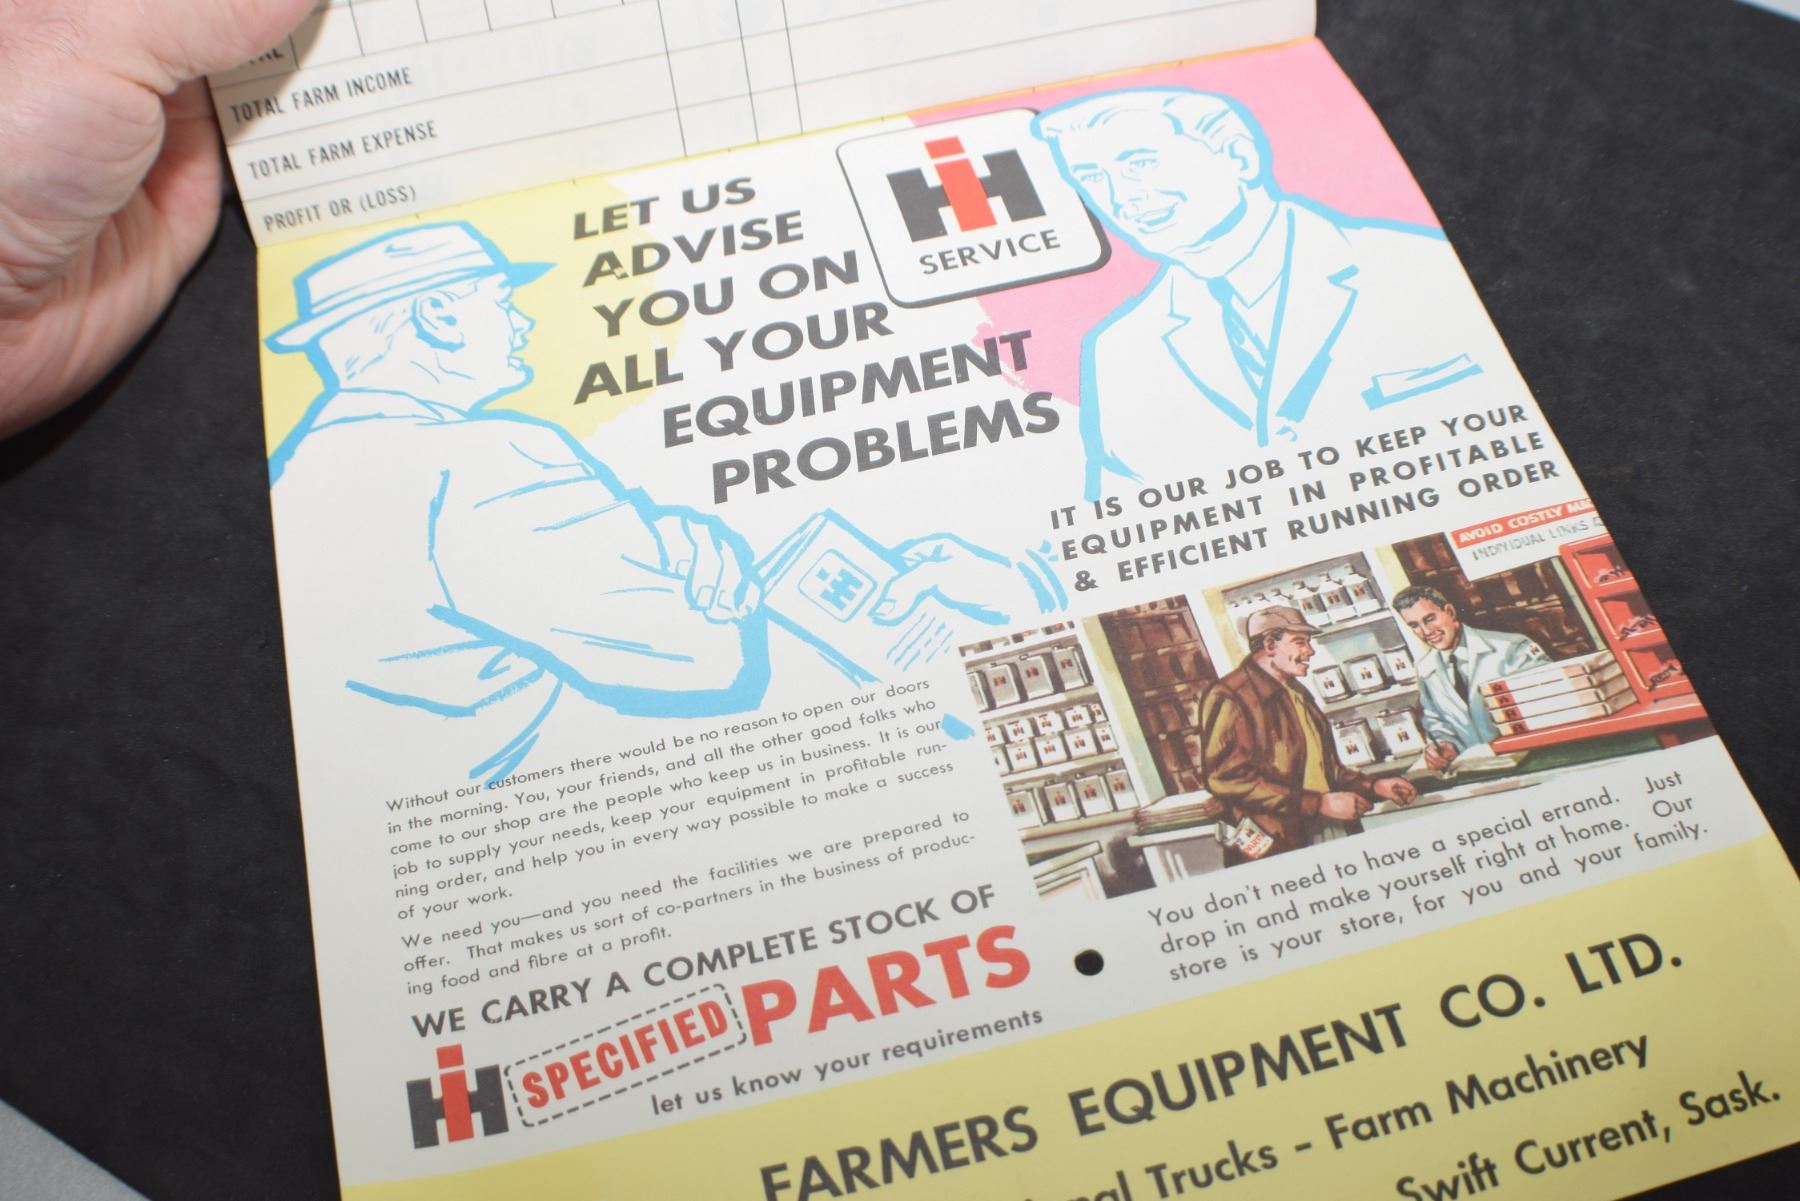 TOTAL FARM INCOME
TOTAL FARM EXPENSE
PROFIT OR (LOSS)
LET US
ADVISE
YOU ON
ALL YOUR
EQUIPMENT
PROBLEMS
IH
SERVICE
IT IS OUR JOB TO KEEP YOUR
EQUIPMENT IN PROFITABLE
& EFFICIENT RUNNING ORDER
AVOID COSTLY
INDIVIDUAL LINKS
Without our customers there would be no reason to open our doors
in the morning. You, your friends, and all the other good folks who
come to our shop are the people who keep us in business. It is our
job to supply your needs, keep your equipment in profitable run-
ning order, and help you in every way possible to make a success
of your work.
We need you—and you need the facilities we are prepared to
offer. That makes us sort of co-partners in the business of produc-
ing food and fibre at a profit.
WE CARRY A COMPLETE STOCK OF
IH SPECIFIED PARTS
let us know your requirements
You don't need to have a special errand. Just
drop in and make yourself right at home. Our
store is your store, for you and your family.
FARMERS EQUIPMENT CO. LTD.
Trucks - Farm Machinery
Swift Current, Sask.